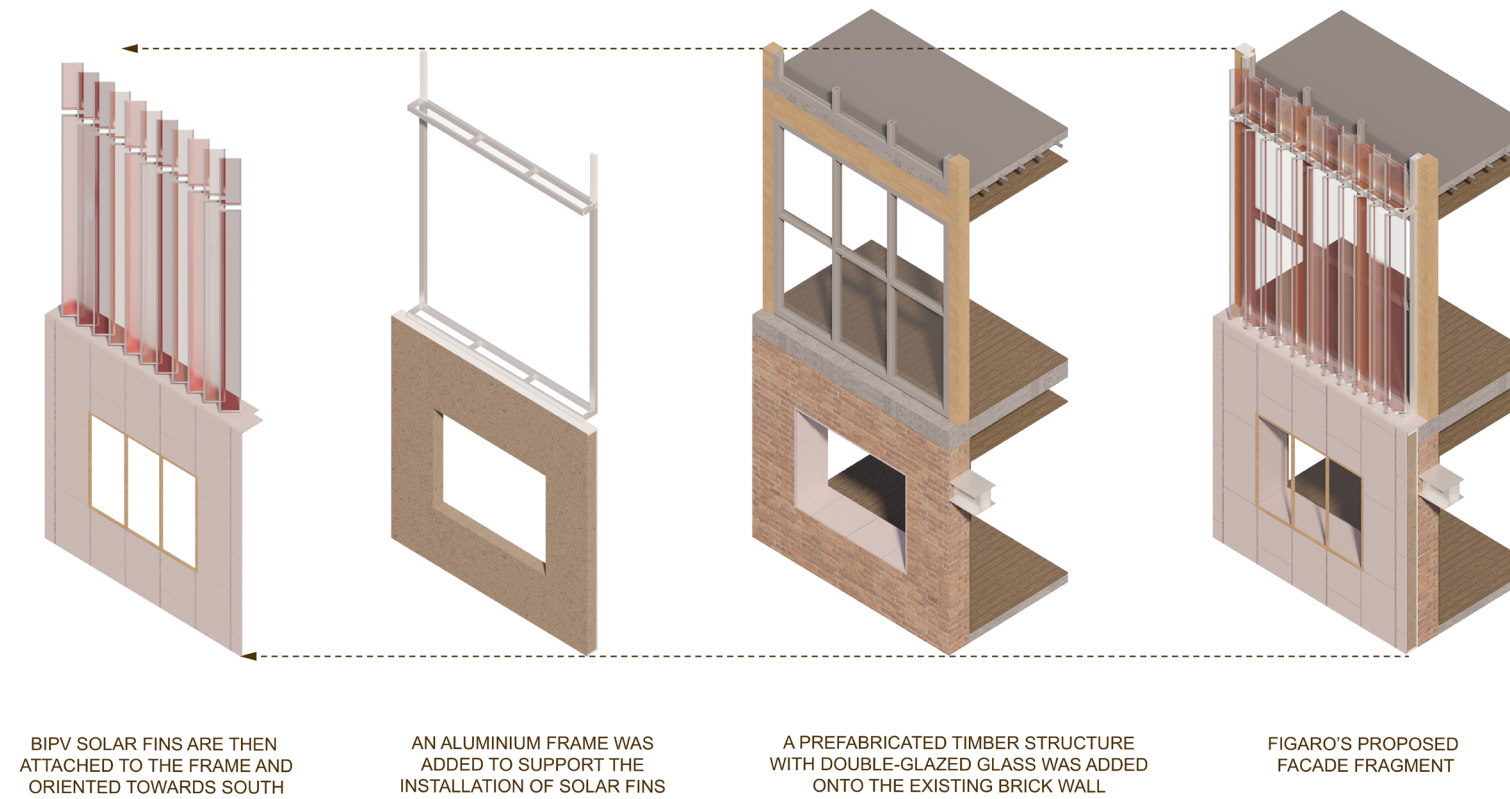 BIPV SOLAR FINS ARE THEN
ATTACHED TO THE FRAME AND
ORIENTED TOWARDS SOUTH
AN ALUMINIUM FRAME WAS
ADDED TO SUPPORT THE
INSTALLATION OF SOLAR FINS
A PREFABRICATED TIMBER STRUCTURE
WITH DOUBLE-GLAZED GLASS WAS ADDED
ONTO THE EXISTING BRICK WALL
FIGARO’S PROPOSED
FACADE FRAGMENT